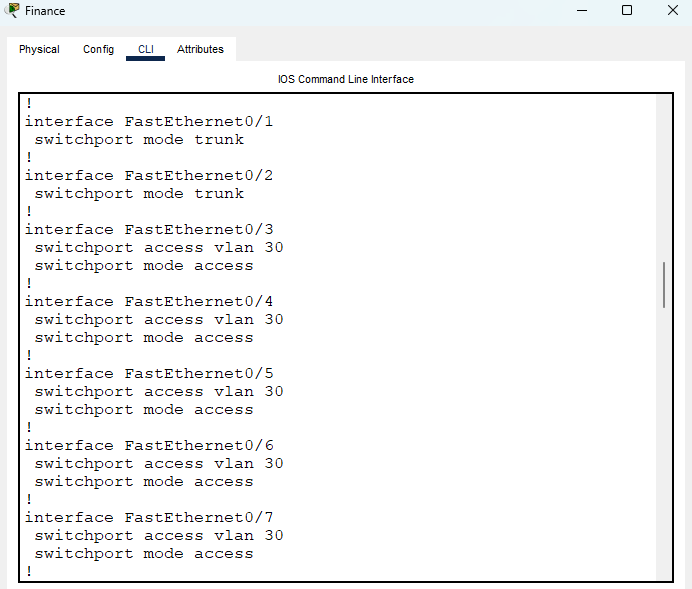 Finance
Physical Config CLI Attributes
IOS Command Line Interface
!
interface FastEthernet0/1
 switchport mode trunk
!
interface FastEthernet0/2
 switchport mode trunk
!
interface FastEthernet0/3
 switchport access vlan 30
 switchport mode access
!
interface FastEthernet0/4
 switchport access vlan 30
 switchport mode access
!
interface FastEthernet0/5
 switchport access vlan 30
 switchport mode access
!
interface FastEthernet0/6
 switchport access vlan 30
 switchport mode access
!
interface FastEthernet0/7
 switchport access vlan 30
 switchport mode access
!